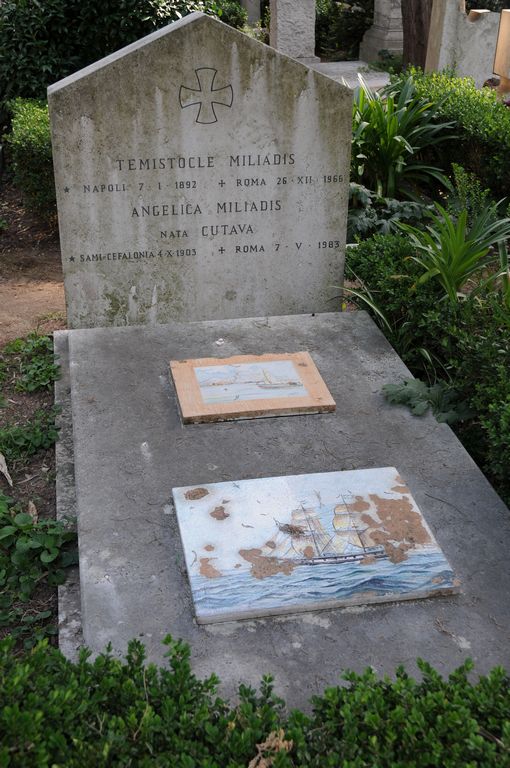 TEMISTOCLE MILIADIS
★ NAPOLI 7·I·1892 + ROMA 26·XII·1966
ANGELICA MILIADIS
NATA CUTAVA
★ SAMI-CEFALONIA 4·X·1903 + ROMA 7·V·1983